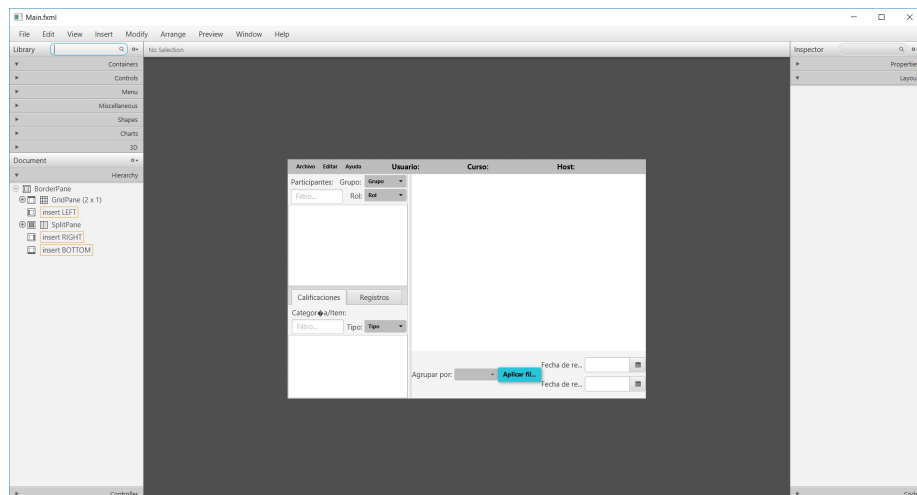 Main.fxml
File Edit View Insert Modify Arrange Preview Window Help
Library
No Selection
Inspector
Containers
Controls
Menu
Miscellaneous
Shapes
Charts
3D
Document
Hierarchy
BorderPane
GridPane (2 x 1)
insert LEFT
SplitPane
insert RIGHT
insert BOTTOM
Controller
Archivo Editar Ayuda Usuario: Curso: Host:
Participantes: Grupo: Grupo
Filtro... Rol: Rol
Calificaciones Registros
Categor�a/Item:
Filtro... Tipo: Tipo
Agrupar por: Aplicar fil...
Fecha de re...
Fecha de re...
Properties
Layou
Code